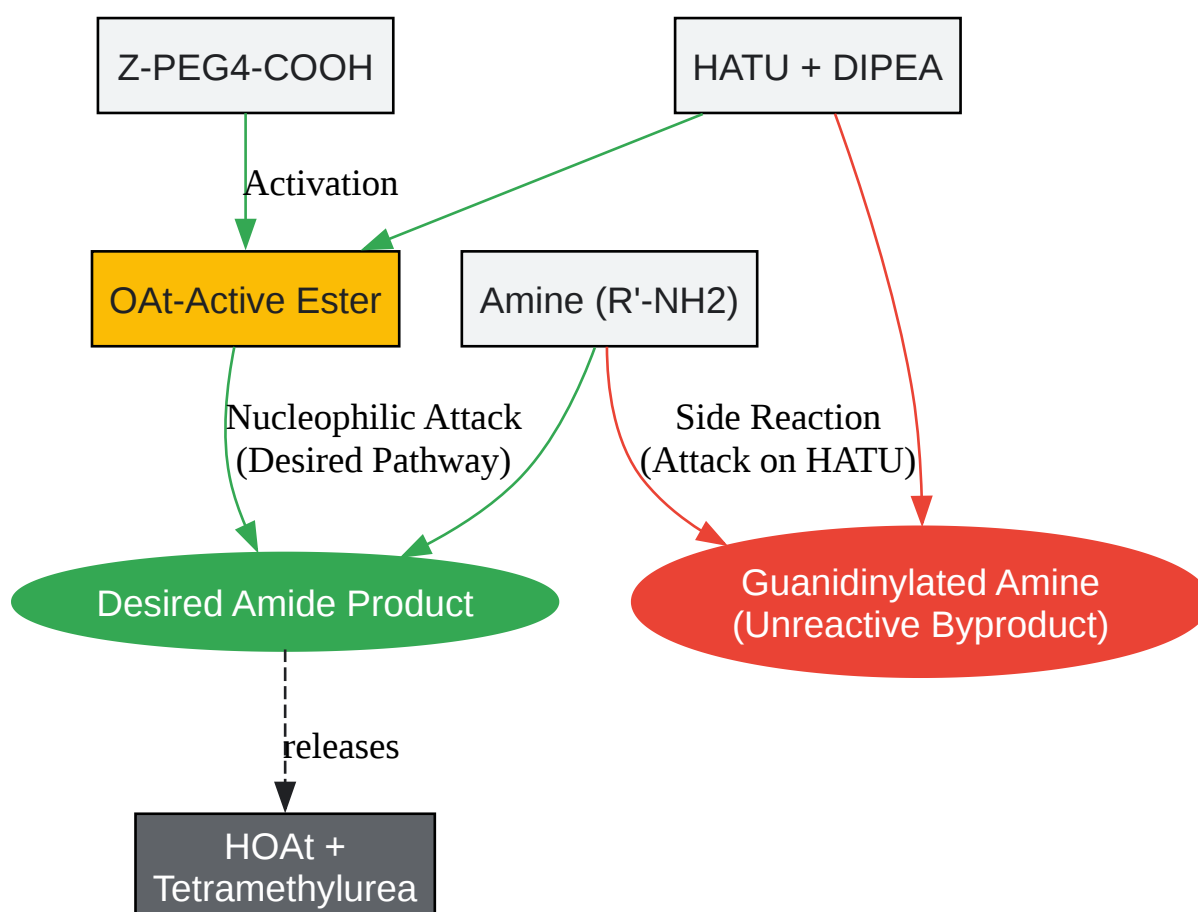 Z-PEG4-COOH
HATU + DIPEA
Activation
OAt-Active Ester
Amine (R'-NH2)
Nucleophilic Attack
(Desired Pathway)
Side Reaction
(Attack on HATU)
Desired Amide Product
Guanidinylated Amine
(Unreactive Byproduct)
releases
HOAt +
Tetramethylurea